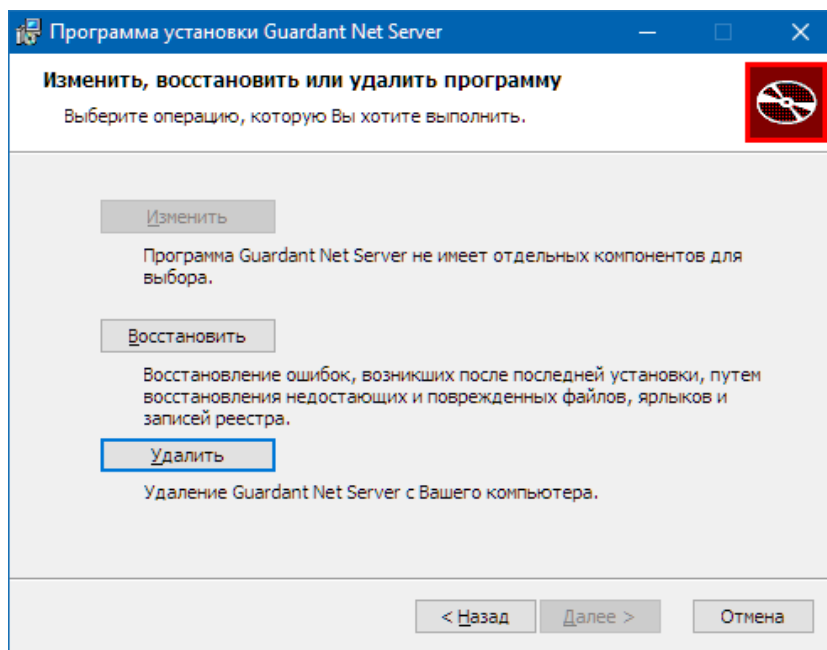 Программа установки Guardant Net Server
Изменить, восстановить или удалить программу
Выберите операцию, которую Вы хотите выполнить.
Изменить
Программа Guardant Net Server не имеет отдельных компонентов для
выбора.
Восстановить
Восстановление ошибок, возникших после последней установки, путем
восстановления недостающих и поврежденных файлов, ярлыков и
записей реестра.
Удалить
Удаление Guardant Net Server с Вашего компьютера.
< Назад Далее > Отмена